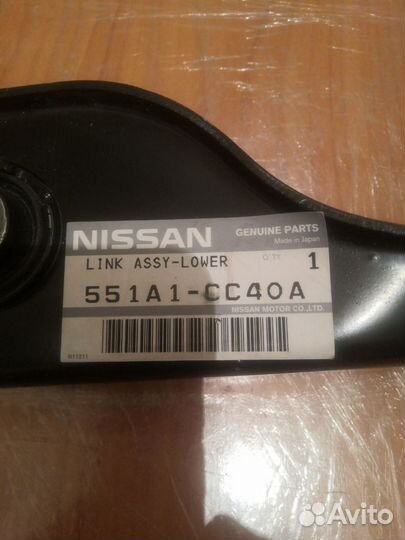 NISSAN
GENUINE PARTS
Made in Japan
LINK ASSY-LOWER
Q'TY
1
551A1-CC40A
NISSAN MOTOR CO.,LTD.
Avito